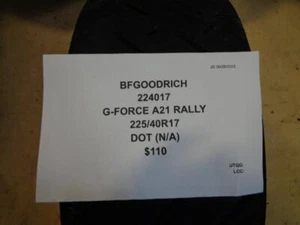 BFGOODRICH
224017
G-FORCE A21 RALLY
225/40R17
DOT (N/A)
$110